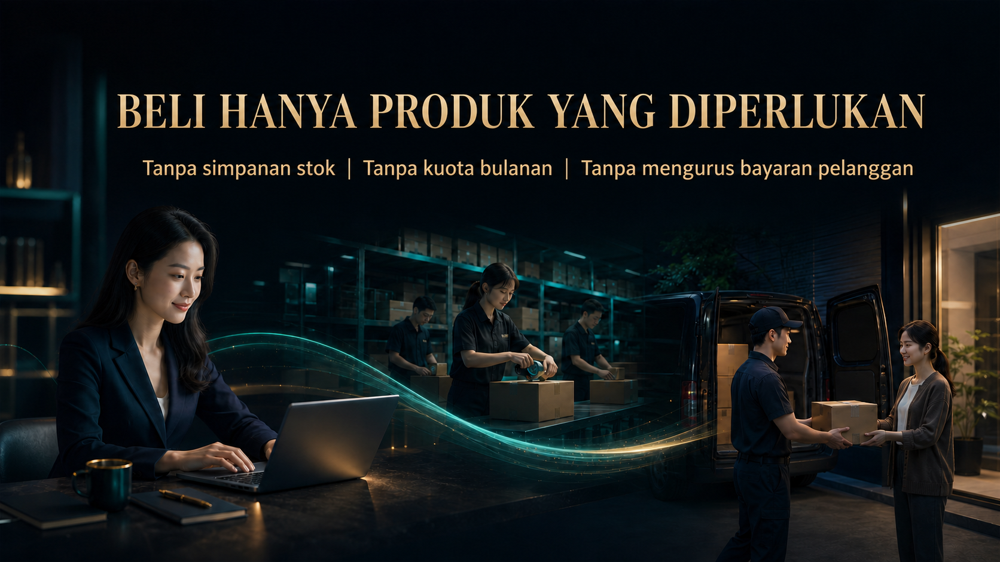 BELI HANYA PRODUK YANG DIPERLUKAN
Tanpa simpanan stok | Tanpa kuota bulanan | Tanpa mengurus bayaran pelanggan